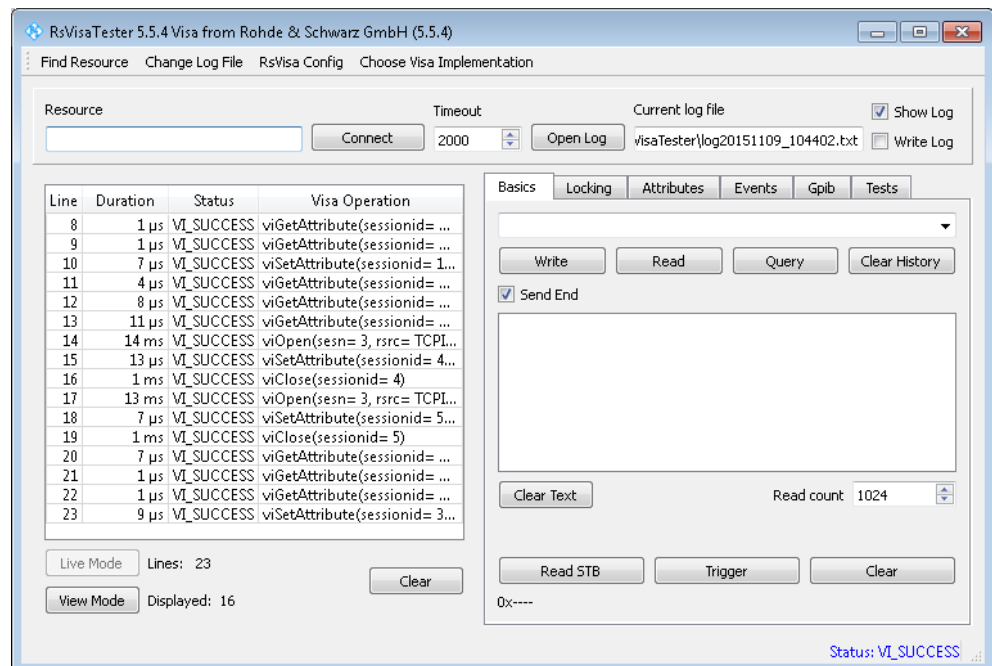 RsVisaTester 5.5.4 Visa from Rohde & Schwarz GmbH (5.5.4)
Find Resource Change Log File RsVisa Config Choose Visa Implementation
Resource Timeout Current log file Show Log
Connect 2000 Open Log VisaTester\log20151109_104402.txt Write Log
Basics Locking Attributes Events Gpib Tests
Line Duration Status Visa Operation
8 1 µs VI_SUCCESS viGetAttribute(sessionid= ...
9 1 µs VI_SUCCESS viGetAttribute(sessionid= ...
10 7 µs VI_SUCCESS viSetAttribute(sessionid= 1...
11 4 µs VI_SUCCESS viGetAttribute(sessionid= ...
12 8 µs VI_SUCCESS viGetAttribute(sessionid= ...
13 11 µs VI_SUCCESS viGetAttribute(sessionid= ...
14 14 ms VI_SUCCESS viOpen(sesn= 3, rsrc= TCPI...
15 13 µs VI_SUCCESS viSetAttribute(sessionid= 4...
16 1 ms VI_SUCCESS viClose(sessionid= 4)
17 13 ms VI_SUCCESS viOpen(sesn= 3, rsrc= TCPI...
18 7 µs VI_SUCCESS viSetAttribute(sessionid= 5...
19 1 ms VI_SUCCESS viClose(sessionid= 5)
20 7 µs VI_SUCCESS viGetAttribute(sessionid= ...
21 1 µs VI_SUCCESS viGetAttribute(sessionid= ...
22 1 µs VI_SUCCESS viGetAttribute(sessionid= ...
23 9 µs VI_SUCCESS viSetAttribute(sessionid= 3...
Live Mode Lines: 23
View Mode Displayed: 16
Clear
Write Read Query Clear History
Send End
Clear Text Read count 1024
Read STB Trigger Clear
0x----
Status: VI_SUCCESS